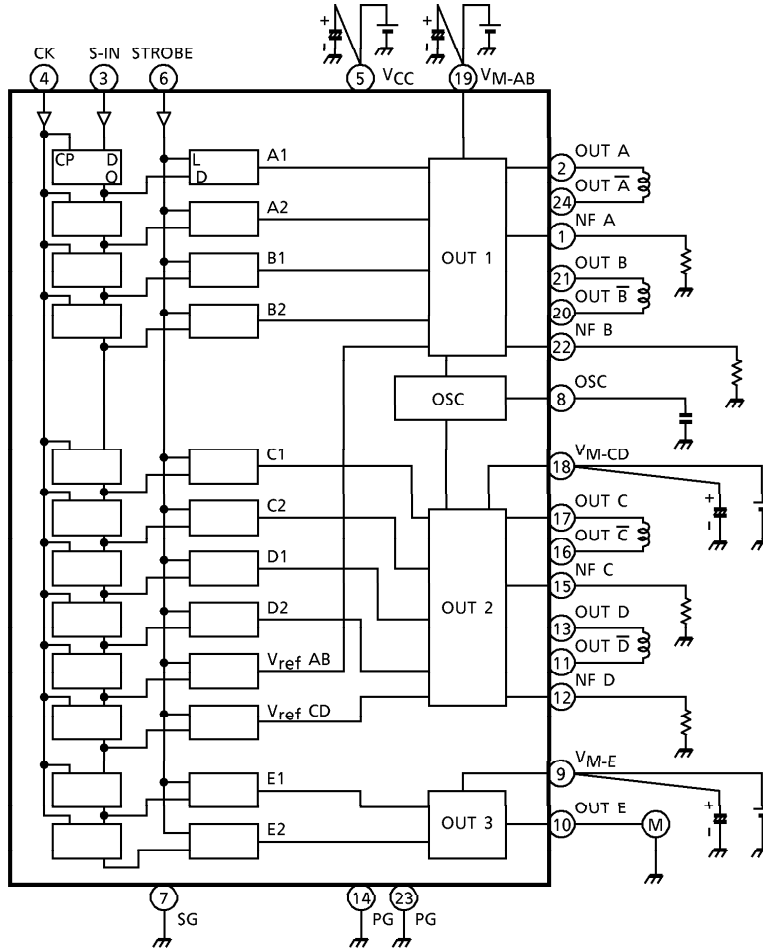 +
-
+
-
CK
S-IN
STROBE
4
3
6
5
VCC
19
VM-AB
CP
D
O
L
D
A1
A2
B1
B2
OUT 1
2
OUT A
24
OUT A̅
1
NF A
21
OUT B
20
OUT B̅
22
NF B
OSC
8
OSC
C1
C2
D1
D2
Vref AB
Vref CD
OUT 2
18
VM-CD
+
-
17
OUT C
16
OUT C̅
15
NF C
13
OUT D
11
OUT D̅
12
NF D
E1
E2
OUT 3
9
VM-E
+
-
10
OUT E
M
7
SG
14
PG
23
PG